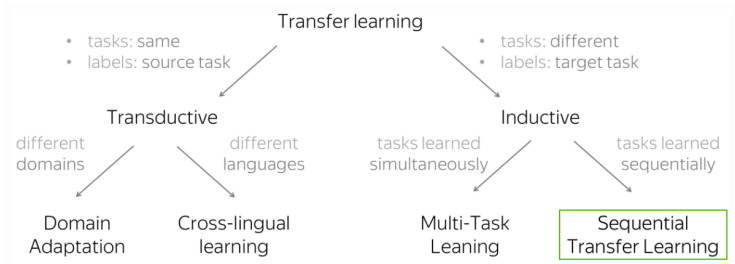 Transfer learning
• tasks: same
• labels: source task
• tasks: different
• labels: target task
Transductive
Inductive
different
domains
different
languages
tasks learned
simultaneously
tasks learned
sequentially
Domain
Adaptation
Cross-lingual
learning
Multi-Task
Leaning
Sequential
Transfer Learning